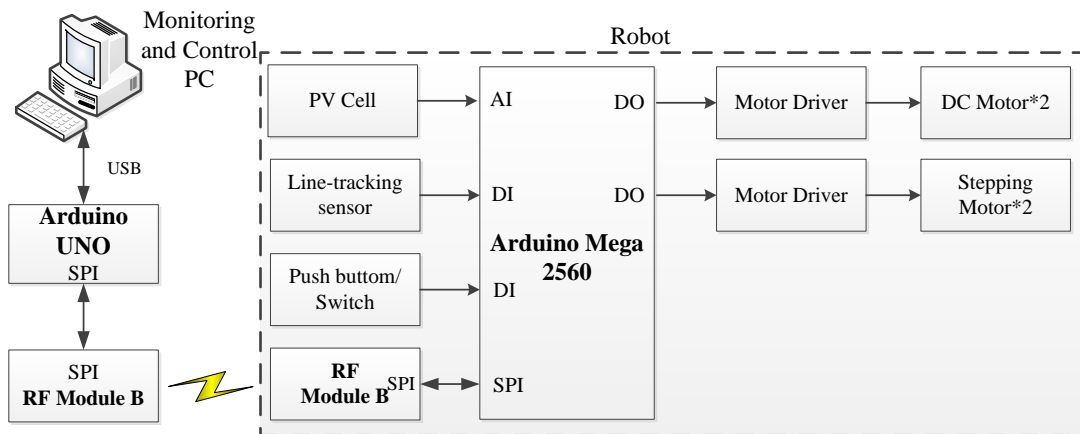 Monitoring
and Control
PC
USB
Arduino
UNO
SPI
SPI
RF Module B
Robot
PV Cell
Line-tracking
sensor
Push buttom/
Switch
RF
Module B
SPI
AI
DO
DI
DO
Arduino Mega
2560
DI
SPI
Motor Driver
DC Motor*2
Motor Driver
Stepping
Motor*2